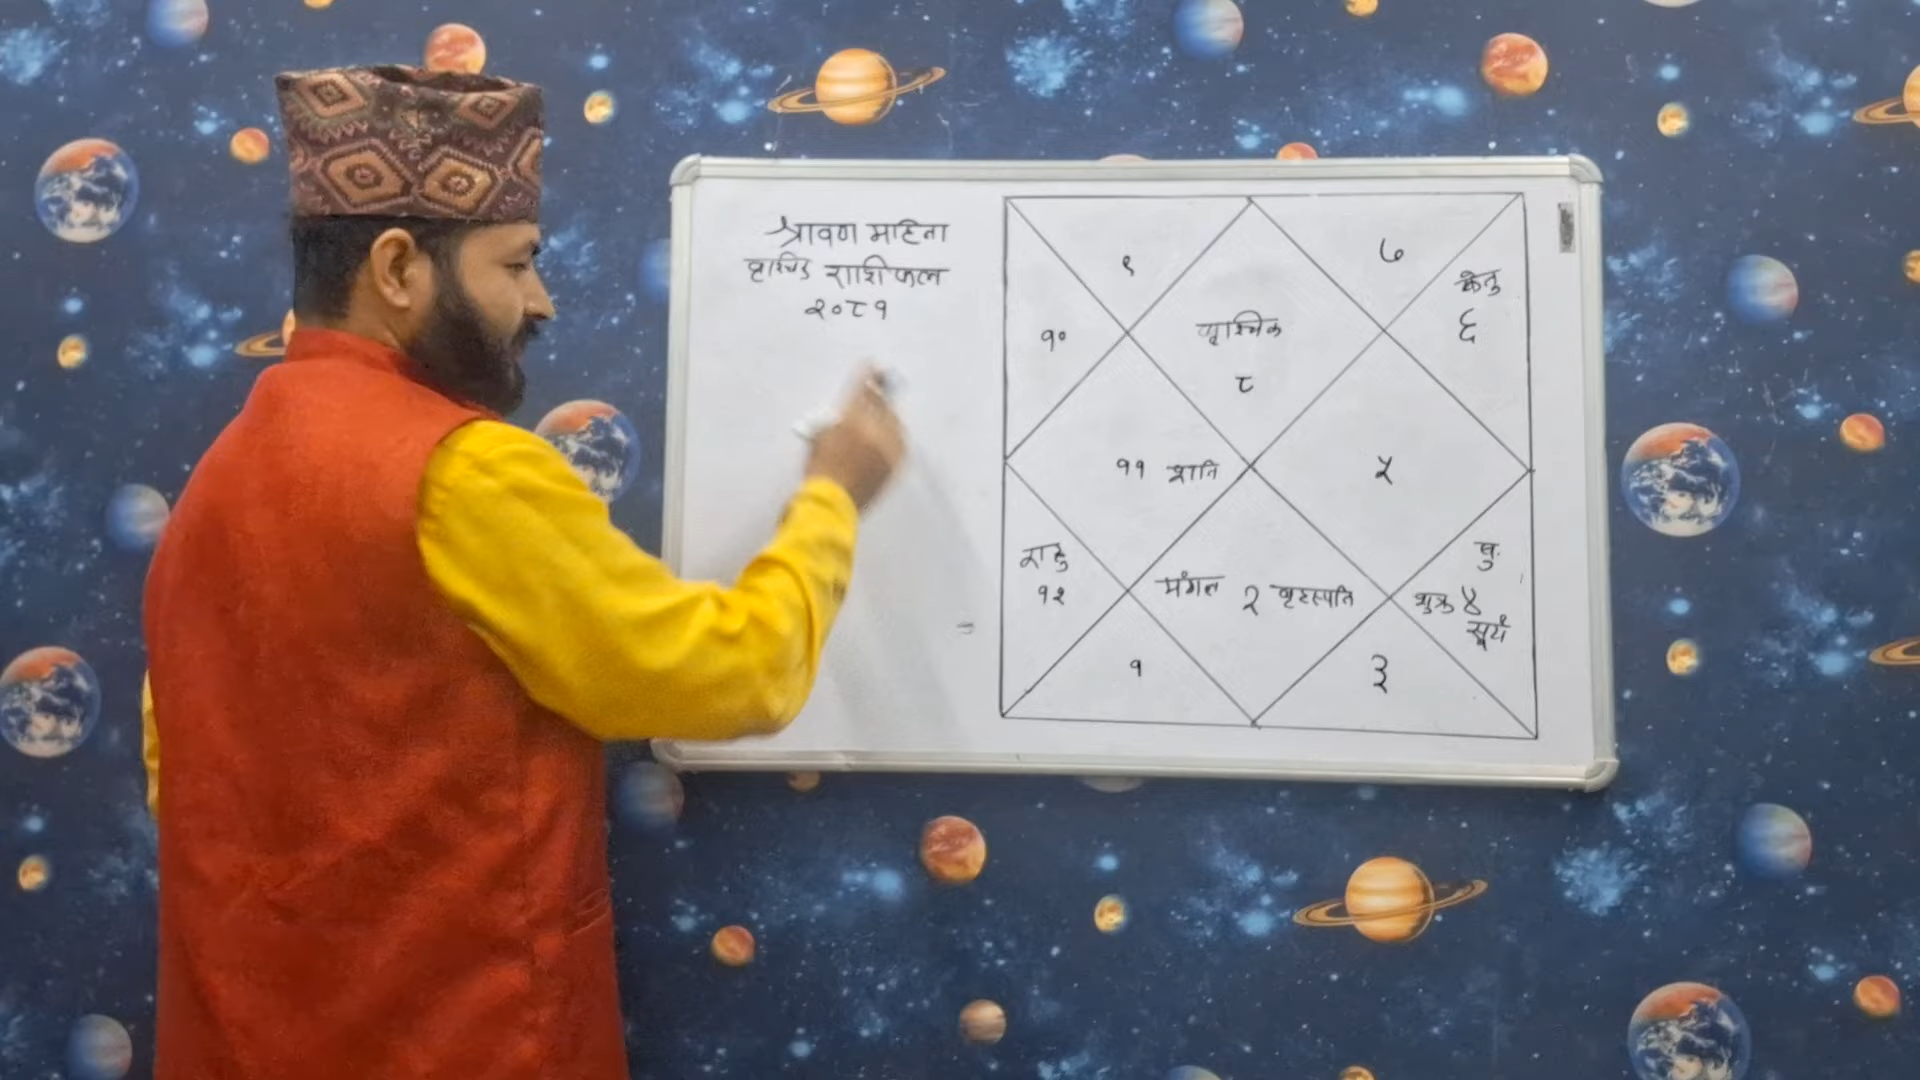 श्रावण महिना
वृश्चिक राशिफल
२०८१
९
७
केतु
६
१०
वृश्चिक
८
११ शनि
५
राहु
१२
मंगल २ बृहस्पति
बु.
शुक्र ४
सूर्य
१
३